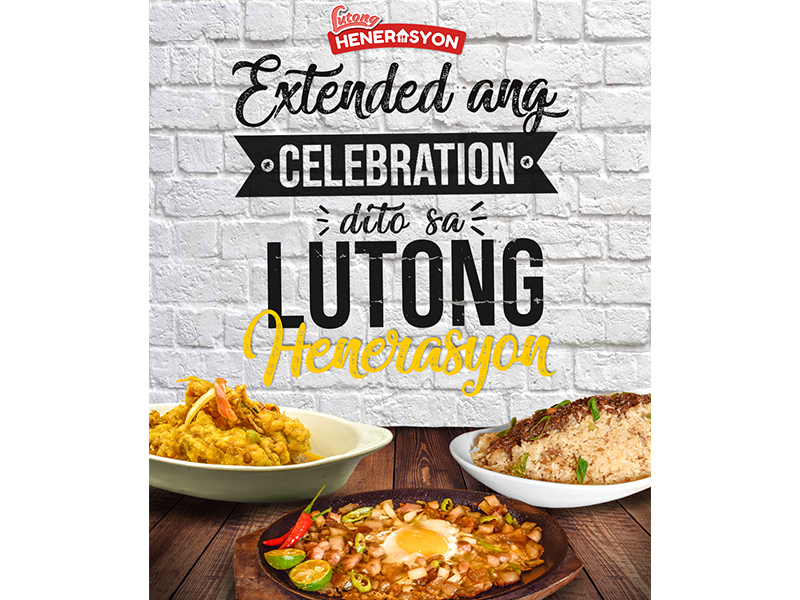 Lutong
HENERASYON
Extended ang
CELEBRATION
dito sa
LUTONG
Henerasyon